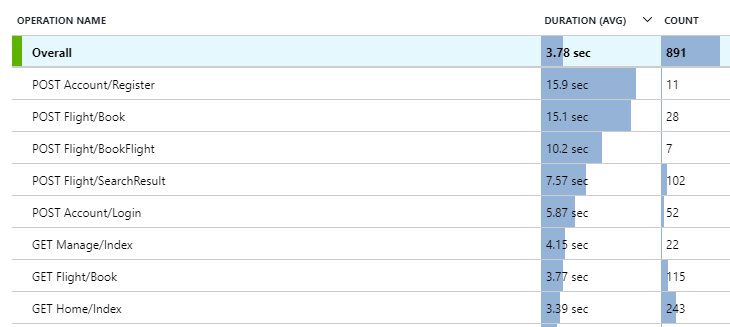 OPERATION NAME DURATION (AVG) COUNT
Overall 3.78 sec 891
POST Account/Register 15.9 sec 11
POST Flight/Book 15.1 sec 28
POST Flight/BookFlight 10.2 sec 7
POST Flight/SearchResult 7.57 sec 102
POST Account/Login 5.87 sec 52
GET Manage/Index 4.15 sec 22
GET Flight/Book 3.77 sec 115
GET Home/Index 3.39 sec 243